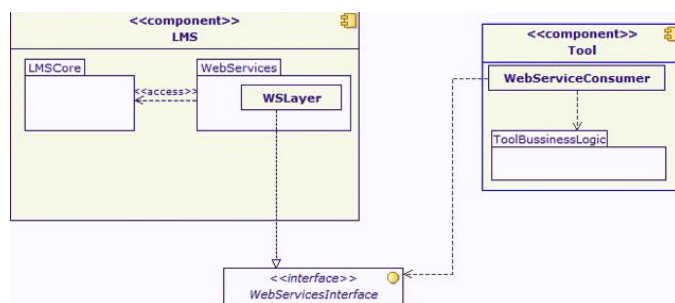 <<component>>
LMS
LMSCore
<<access>>
WebServices
WSLayer
<<component>>
Tool
WebServiceConsumer
ToolBussinessLogic
<<interface>>
WebServicesInterface